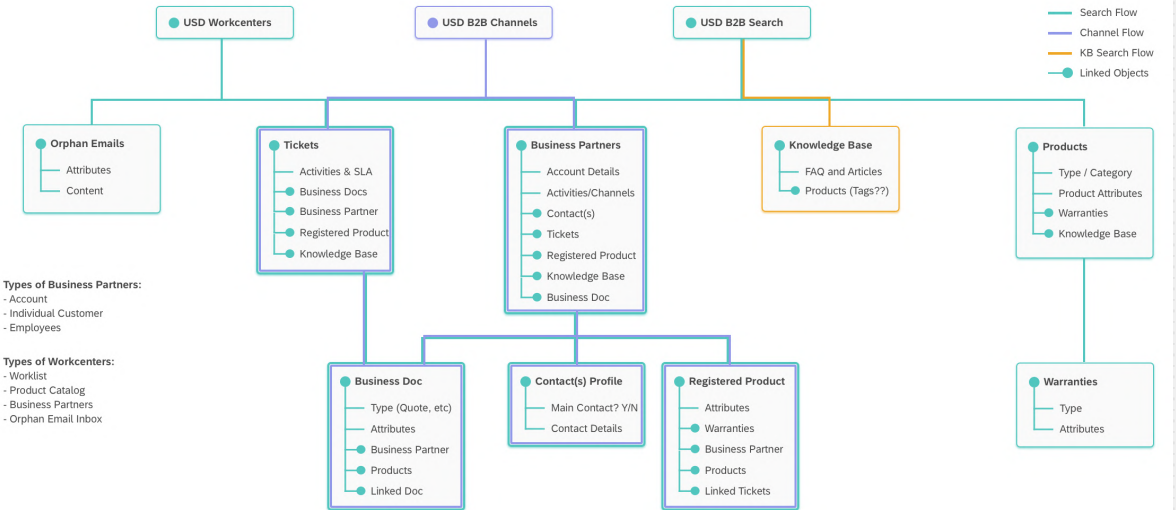 USD Workcenters
USD B2B Channels
USD B2B Search
Search Flow
Channel Flow
KB Search Flow
Linked Objects
Orphan Emails
Attributes
Content
Tickets
Activities & SLA
Business Docs
Business Partner
Registered Product
Knowledge Base
Business Partners
Account Details
Activities/Channels
Contact(s)
Tickets
Registered Product
Knowledge Base
Business Doc
Knowledge Base
FAQ and Articles
Products (Tags??)
Products
Type / Category
Product Attributes
Warranties
Knowledge Base
Types of Business Partners:
- Account
- Individual Customer
- Employees
Types of Workcenters:
- Worklist
- Product Catalog
- Business Partners
- Orphan Email Inbox
Business Doc
Type (Quote, etc)
Attributes
Business Partner
Products
Linked Doc
Contact(s) Profile
Main Contact? Y/N
Contact Details
Registered Product
Attributes
Warranties
Business Partner
Products
Linked Tickets
Warranties
Type
Attributes